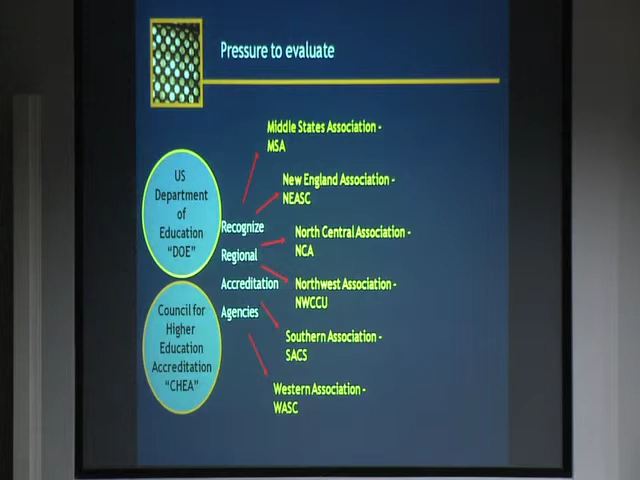 Pressure to evaluate
US
Department
of
Education
"DOE"
Council for
Higher
Education
Accreditation
"CHEA"
Recognize
Regional
Accreditation
Agencies
Middle States Association -
MSA
New England Association -
NEASC
North Central Association -
NCA
Northwest Association -
NWCCU
Southern Association -
SACS
Western Association -
WASC